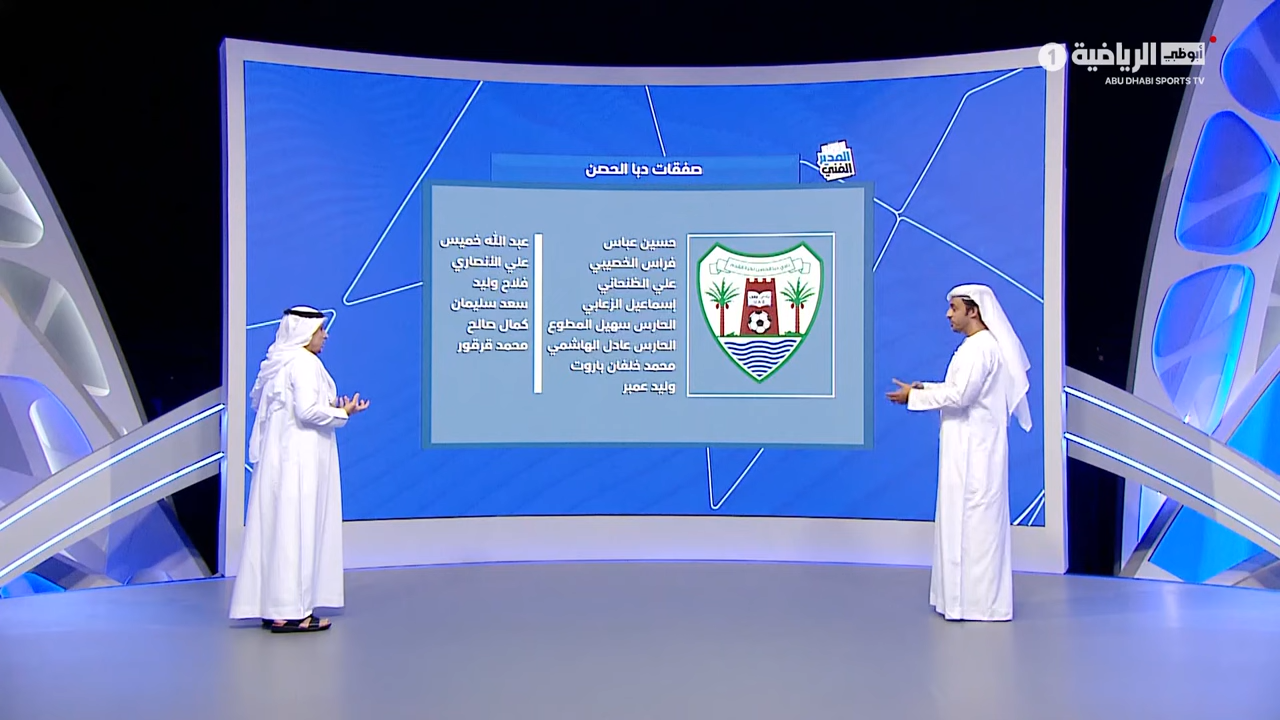 أبوظبي الرياضية 1
ABU DHABI SPORTS TV
المدير
الفني
صفقات دبا الحصن
حسين عباس
فراس الخصيبي
علي الظنحاني
إسماعيل الزعابي
الحارس سهيل المطوع
الحارس عادل الهاشمي
محمد خلفان باروت
وليد عمبر
عبد الله خميس
علي الأنصاري
فلاح وليد
سعد سليمان
كمال صالح
محمد قرقور